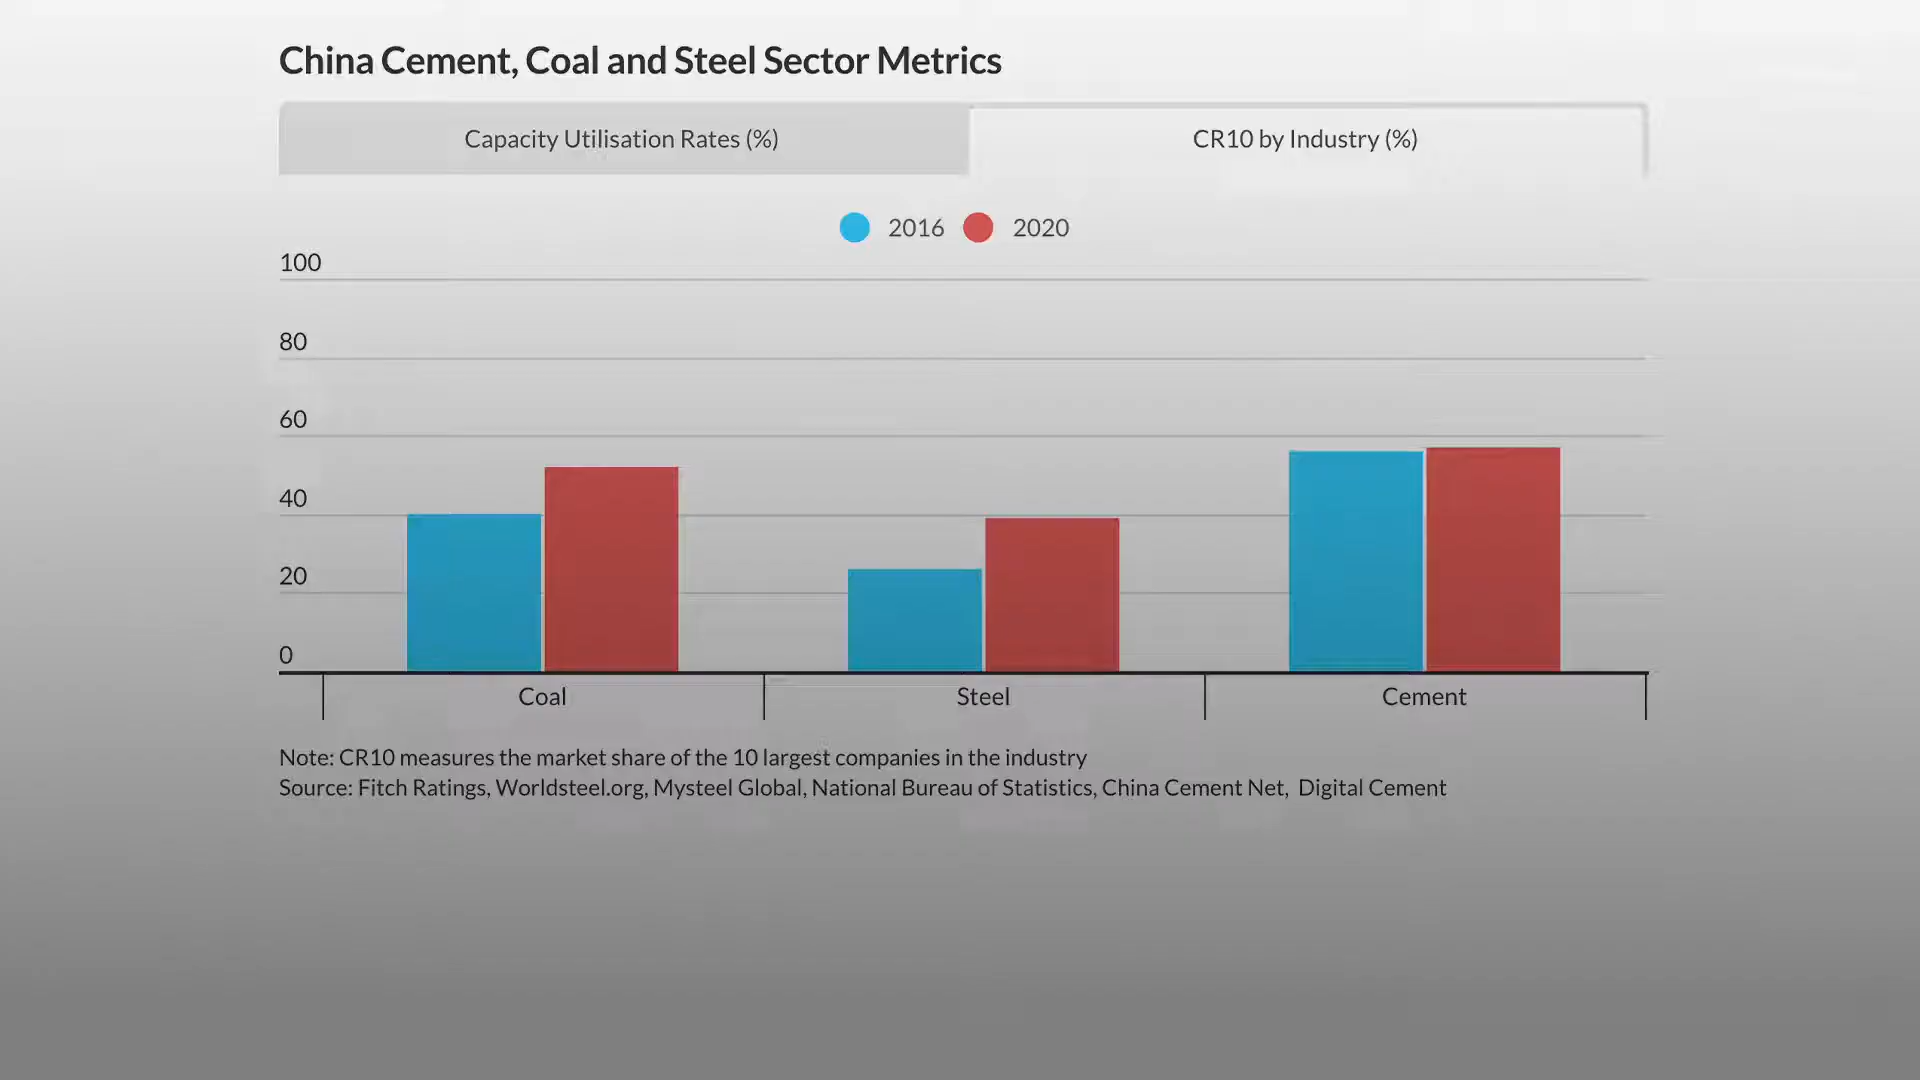 China Cement, Coal and Steel Sector Metrics
Capacity Utilisation Rates (%) CR10 by Industry (%)
2016 2020
100
80
60
40
20
0
Coal Steel Cement
Note: CR10 measures the market share of the 10 largest companies in the industry
Source: Fitch Ratings, Worldsteel.org, Mysteel Global, National Bureau of Statistics, China Cement Net, Digital Cement